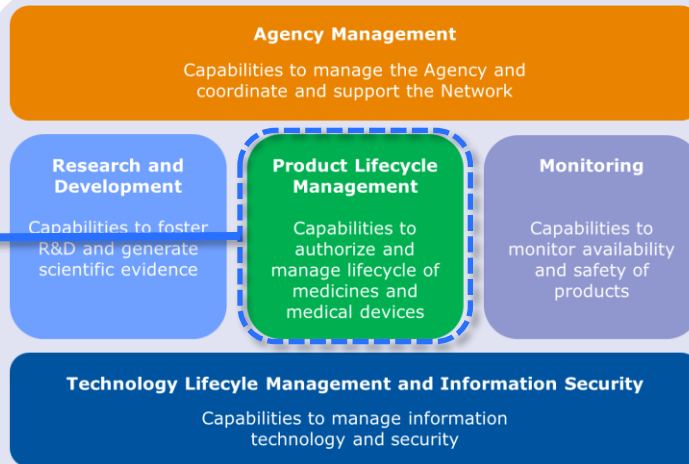 Agency Management
Capabilities to manage the Agency and
coordinate and support the Network
Research and
Development
Capabilities to foster
R&D and generate
scientific evidence
Product Lifecycle
Management
Capabilities to
authorize and
manage lifecycle of
medicines and
medical devices
Monitoring
Capabilities to
monitor availability
and safety of
products
Technology Lifecyle Management and Information Security
Capabilities to manage information
technology and security